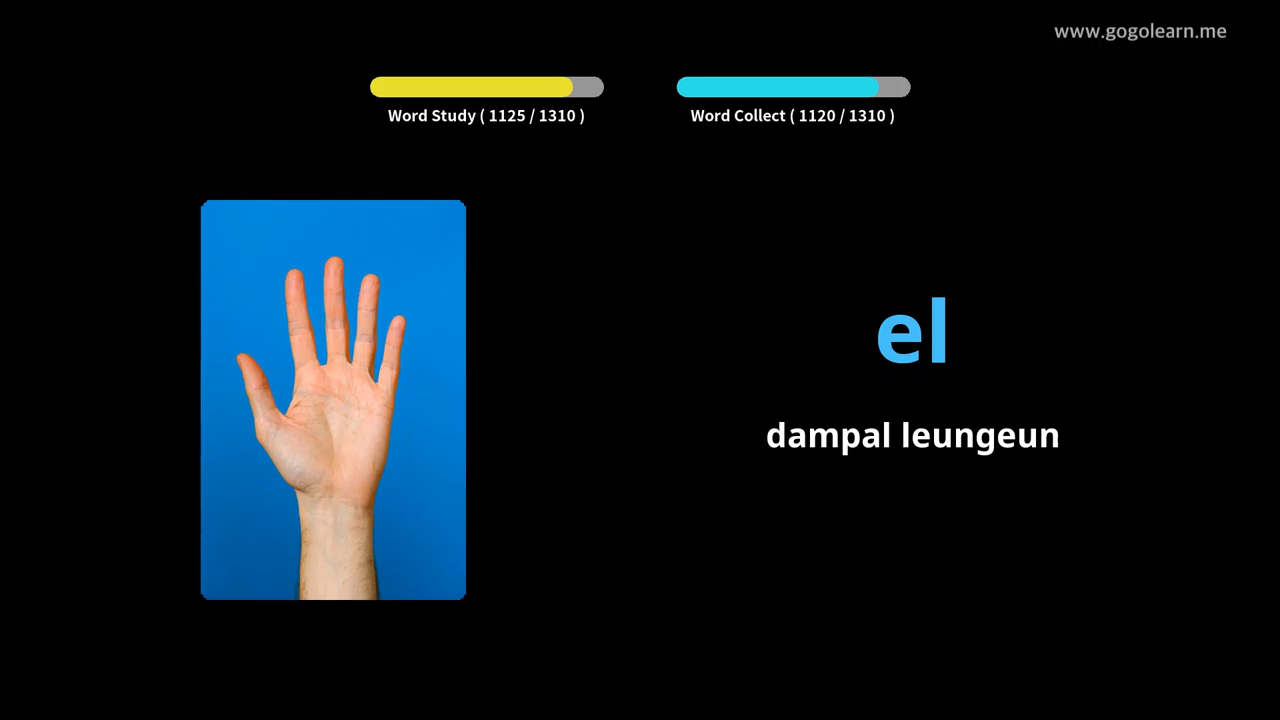 www.gogolearn.me
Word Study ( 1125 / 1310 )
Word Collect ( 1120 / 1310 )
el
dampal leungeun